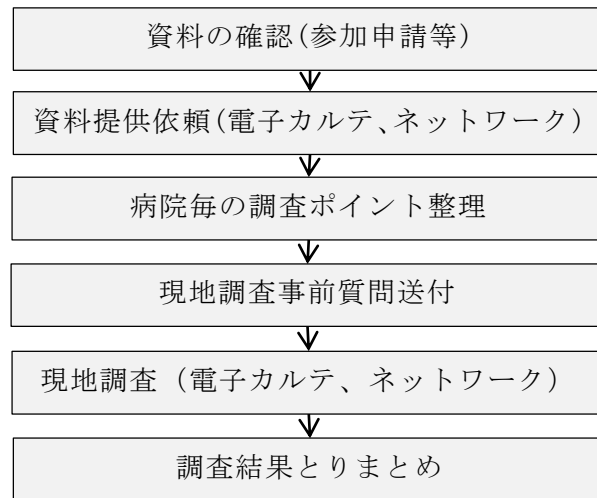 資料の確認(参加申請等)
資料提供依頼(電子カルテ、ネットワーク)
病院毎の調査ポイント整理
現地調査事前質問送付
現地調査（電子カルテ、ネットワーク）
調査結果とりまとめ